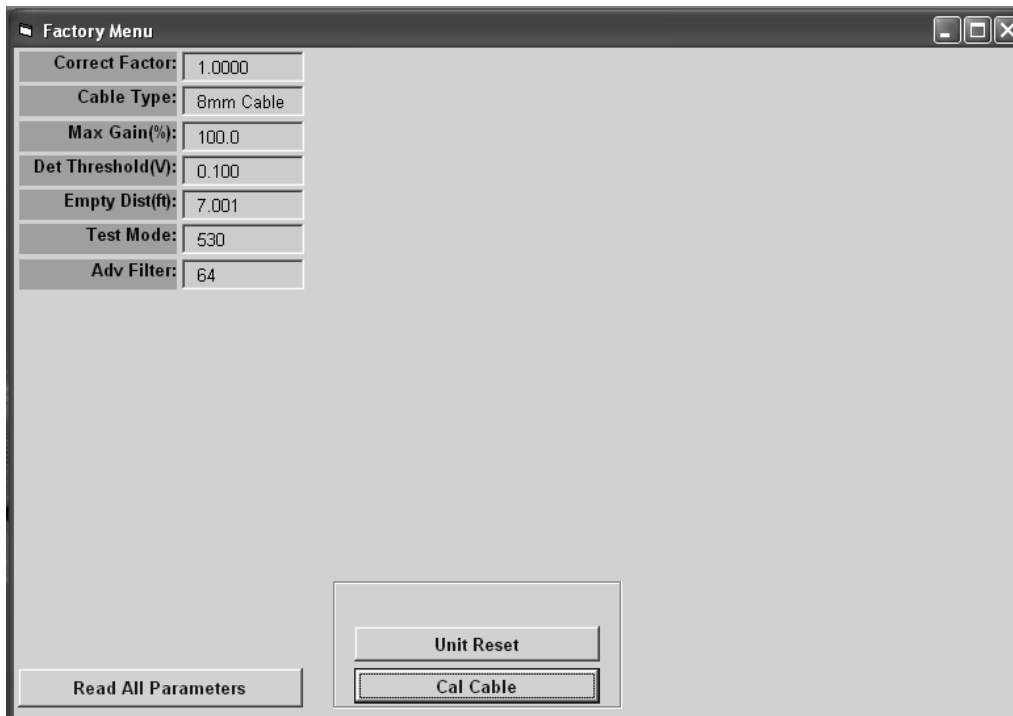 Factory Menu
Correct Factor: 1.0000
Cable Type: 8mm Cable
Max Gain(%): 100.0
Det Threshold(V): 0.100
Empty Dist(ft): 7.001
Test Mode: 530
Adv Filter: 64
Unit Reset
Read All Parameters
Cal Cable